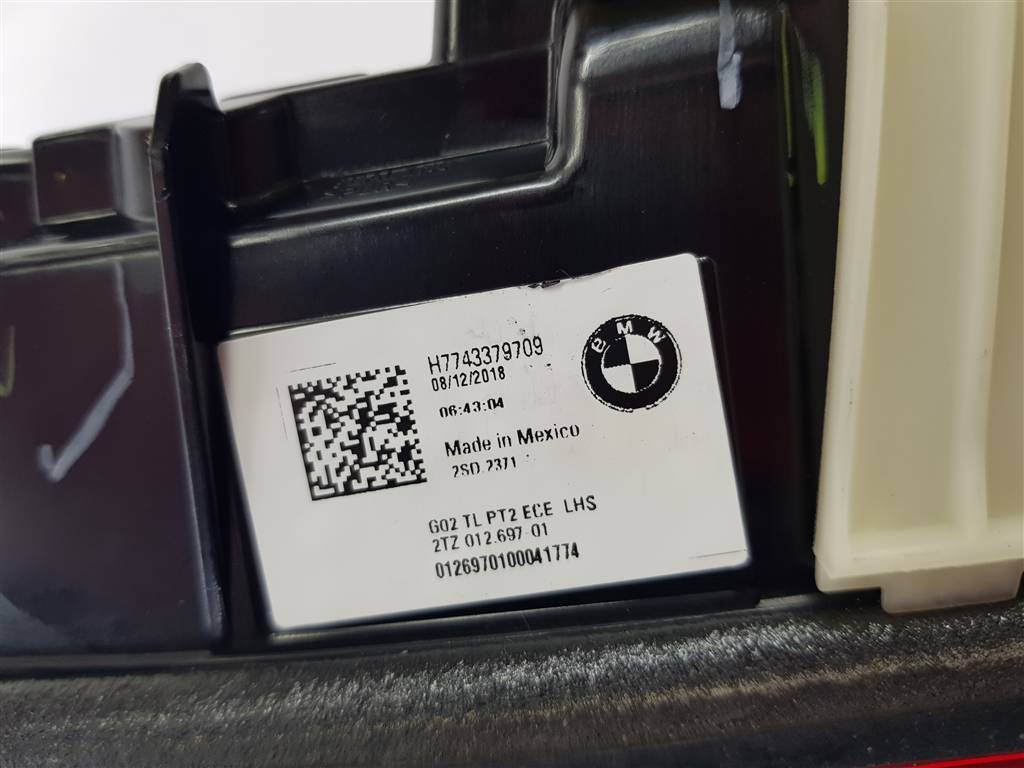 H7743379709
08/12/2018
06:43:04
BMW
Made in Mexico
2SD 2371
G02 TL PT2 ECE LHS
2TZ 012.697-01
0126970100041774